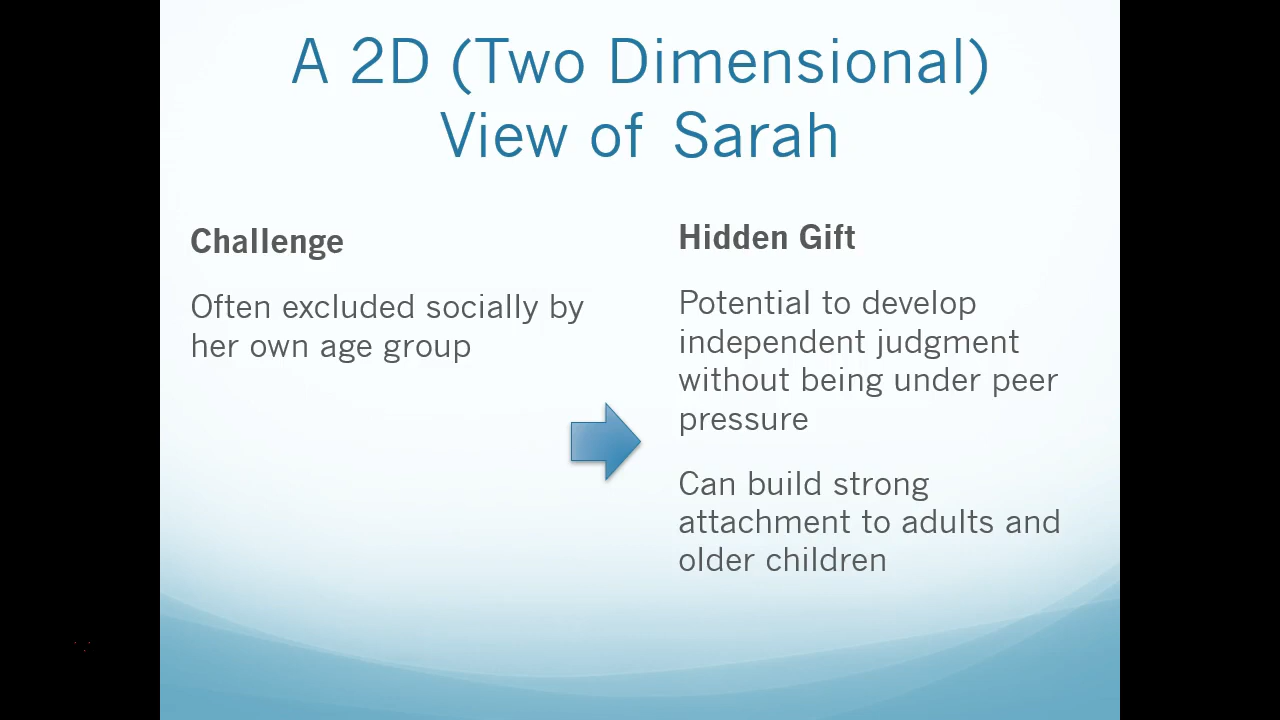 A 2D (Two Dimensional)
View of Sarah
Challenge
Often excluded socially by
her own age group
Hidden Gift
Potential to develop
independent judgment
without being under peer
pressure
Can build strong
attachment to adults and
older children